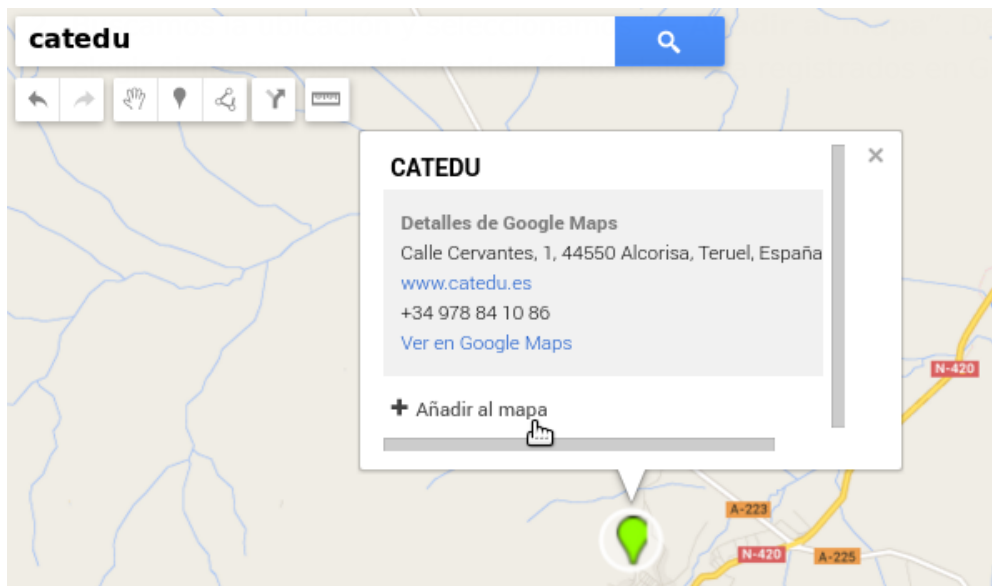 catedu
CATEDU
Detalles de Google Maps
Calle Cervantes, 1, 44550 Alcorisa, Teruel, España
www.catedu.es
+34 978 84 10 86
Ver en Google Maps
Añadir al mapa
N-420
A-223
N-420
A-225